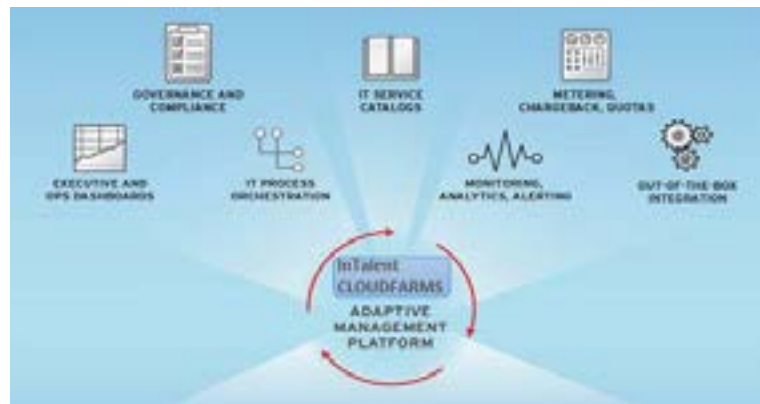 GOVERNANCE AND
COMPLIANCE
IT SERVICE
CATALOGS
METERING,
CHARGEBACK, QUOTAS
EXECUTIVE AND
OPS DASHBOARDS
IT PROCESS
ORCHESTRATION
MONITORING,
ANALYTICS, ALERTING
OUT-OF-THE-BOX
INTEGRATION
InTalent
CLOUDFARMS
ADAPTIVE
MANAGEMENT
PLATFORM